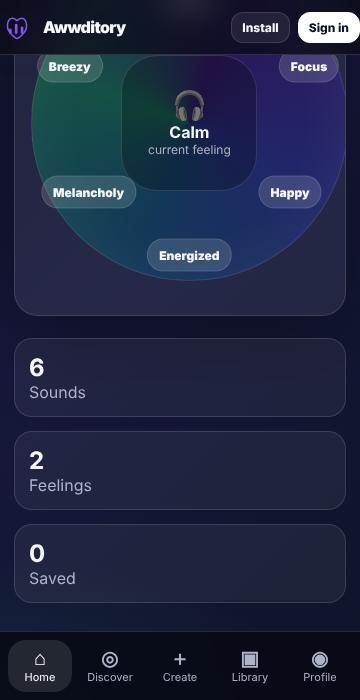 Awwditory
Install
Sign in
Breezy
Focus
Calm
current feeling
Melancholy
Happy
Energized
6
Sounds
2
Feelings
0
Saved
Home
Discover
Create
Library
Profile